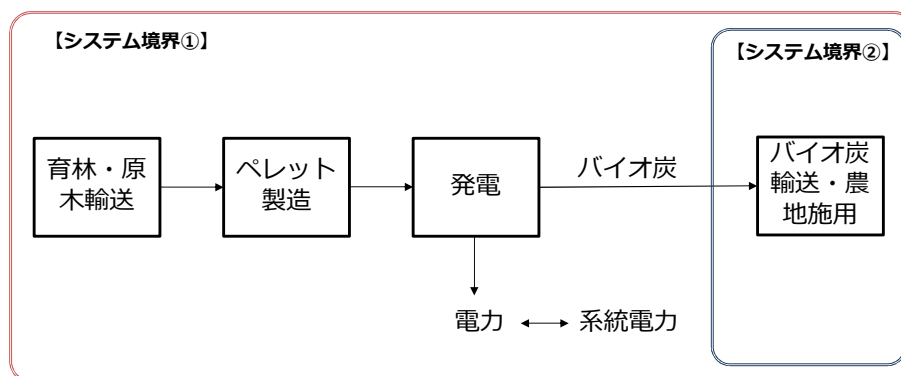 【システム境界①】
【システム境界②】
育林・原
木輸送
ペレット
製造
発電
バイオ炭
バイオ炭
輸送・農
地施用
電力
系統電力